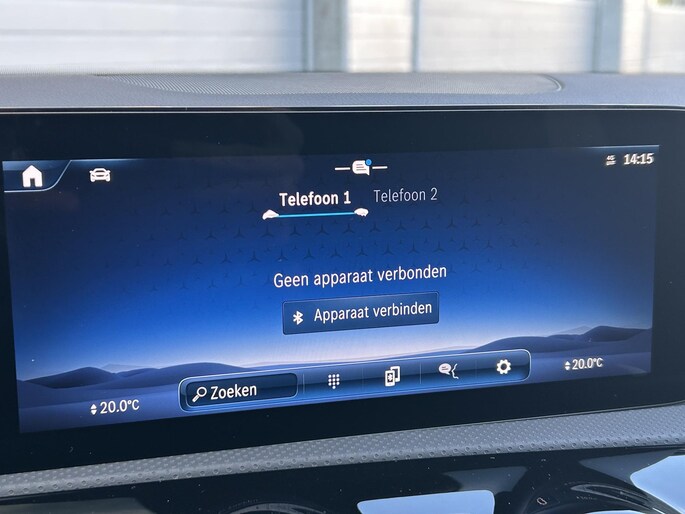 14:15
Telefoon 1 Telefoon 2
Geen apparaat verbonden
Apparaat verbinden
Zoeken
20.0°C
20.0°C